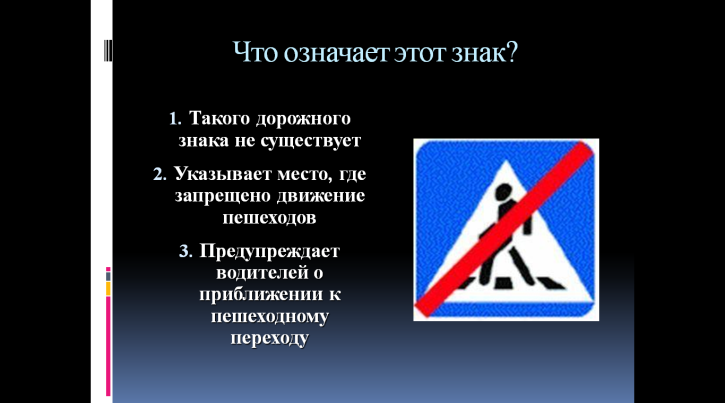 Что означает этот знак?
1. Такого дорожного
знака не существует
2. Указывает место, где
запрещено движение
пешеходов
3. Предупреждает
водителей о
приближении к
пешеходному
переходу